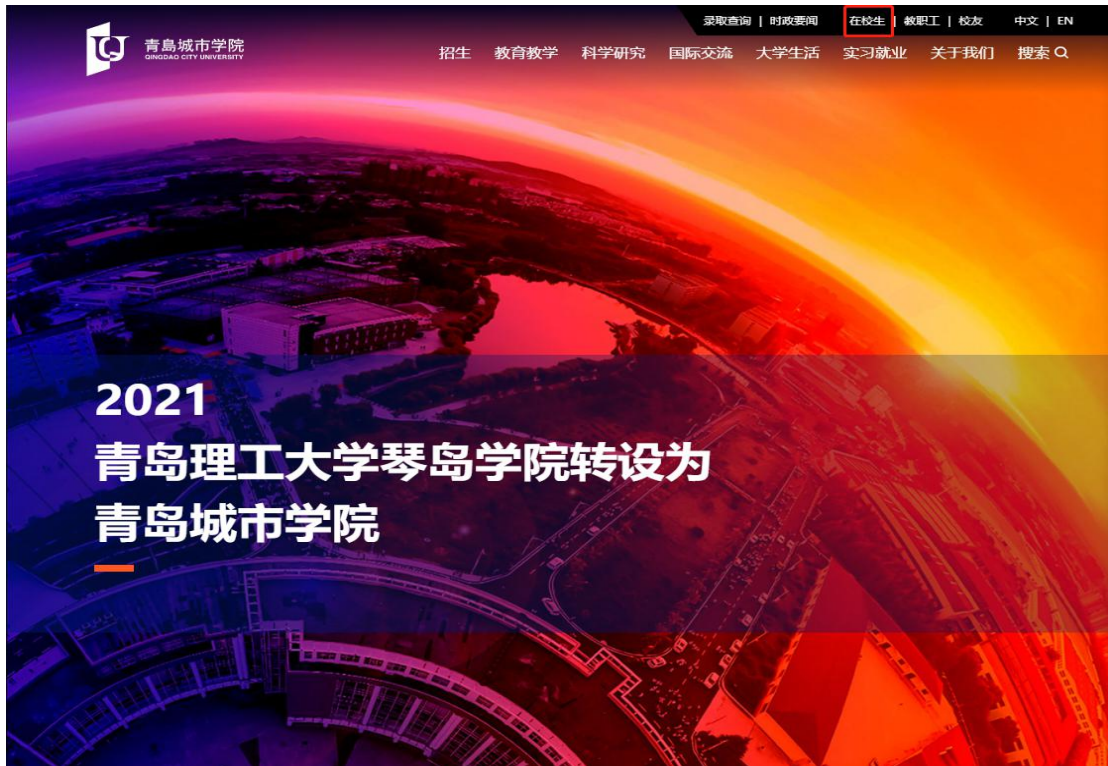 录取查询 | 时政要闻 在校生 | 教职工 | 校友 中文 | EN
青岛城市学院
QINGDAO CITY UNIVERSITY
招生 教育教学 科学研究 国际交流 大学生活 实习就业 关于我们 搜索
2021
青岛理工大学琴岛学院转设为
青岛城市学院